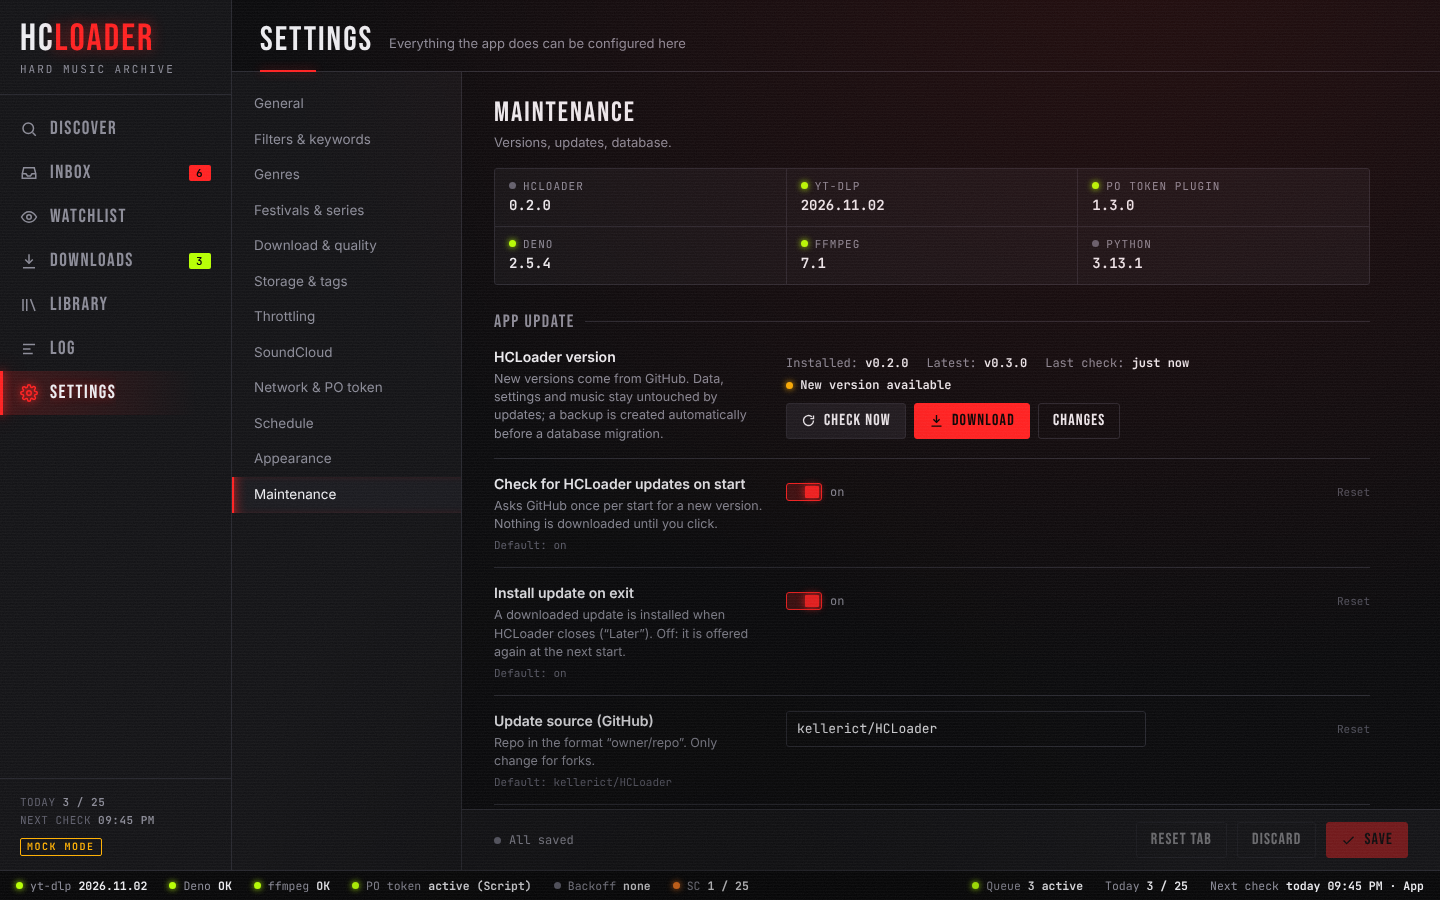 HCLOADER
HARD MUSIC ARCHIVE
DISCOVER
INBOX 6
WATCHLIST
DOWNLOADS 3
LIBRARY
LOG
SETTINGS
TODAY 3 / 25
NEXT CHECK 09:45 PM
MOCK MODE
SETTINGS Everything the app does can be configured here
General
Filters & keywords
Genres
Festivals & series
Download & quality
Storage & tags
Throttling
SoundCloud
Network & PO token
Schedule
Appearance
Maintenance
MAINTENANCE
Versions, updates, database.
HCLOADER
0.2.0
YT-DLP
2026.11.02
PO TOKEN PLUGIN
1.3.0
DENO
2.5.4
FFMPEG
7.1
PYTHON
3.13.1
APP UPDATE
HCLoader version
New versions come from GitHub. Data,
settings and music stay untouched by
updates; a backup is created automatically
before a database migration.
Installed: v0.2.0 Latest: v0.3.0 Last check: just now
New version available
CHECK NOW DOWNLOAD CHANGES
Check for HCLoader updates on start
Asks GitHub once per start for a new version.
Nothing is downloaded until you click.
Default: on
on
Reset
Install update on exit
A downloaded update is installed when
HCLoader closes (“Later”). Off: it is offered
again at the next start.
Default: on
on
Reset
Update source (GitHub)
Repo in the format “owner/repo”. Only
change for forks.
Default: kellerict/HCLoader
kellerict/HCLoader
Reset
All saved
RESET TAB DISCARD SAVE
yt-dlp 2026.11.02 Deno OK ffmpeg OK PO token active (Script) Backoff none SC 1 / 25 Queue 3 active Today 3 / 25 Next check today 09:45 PM · App